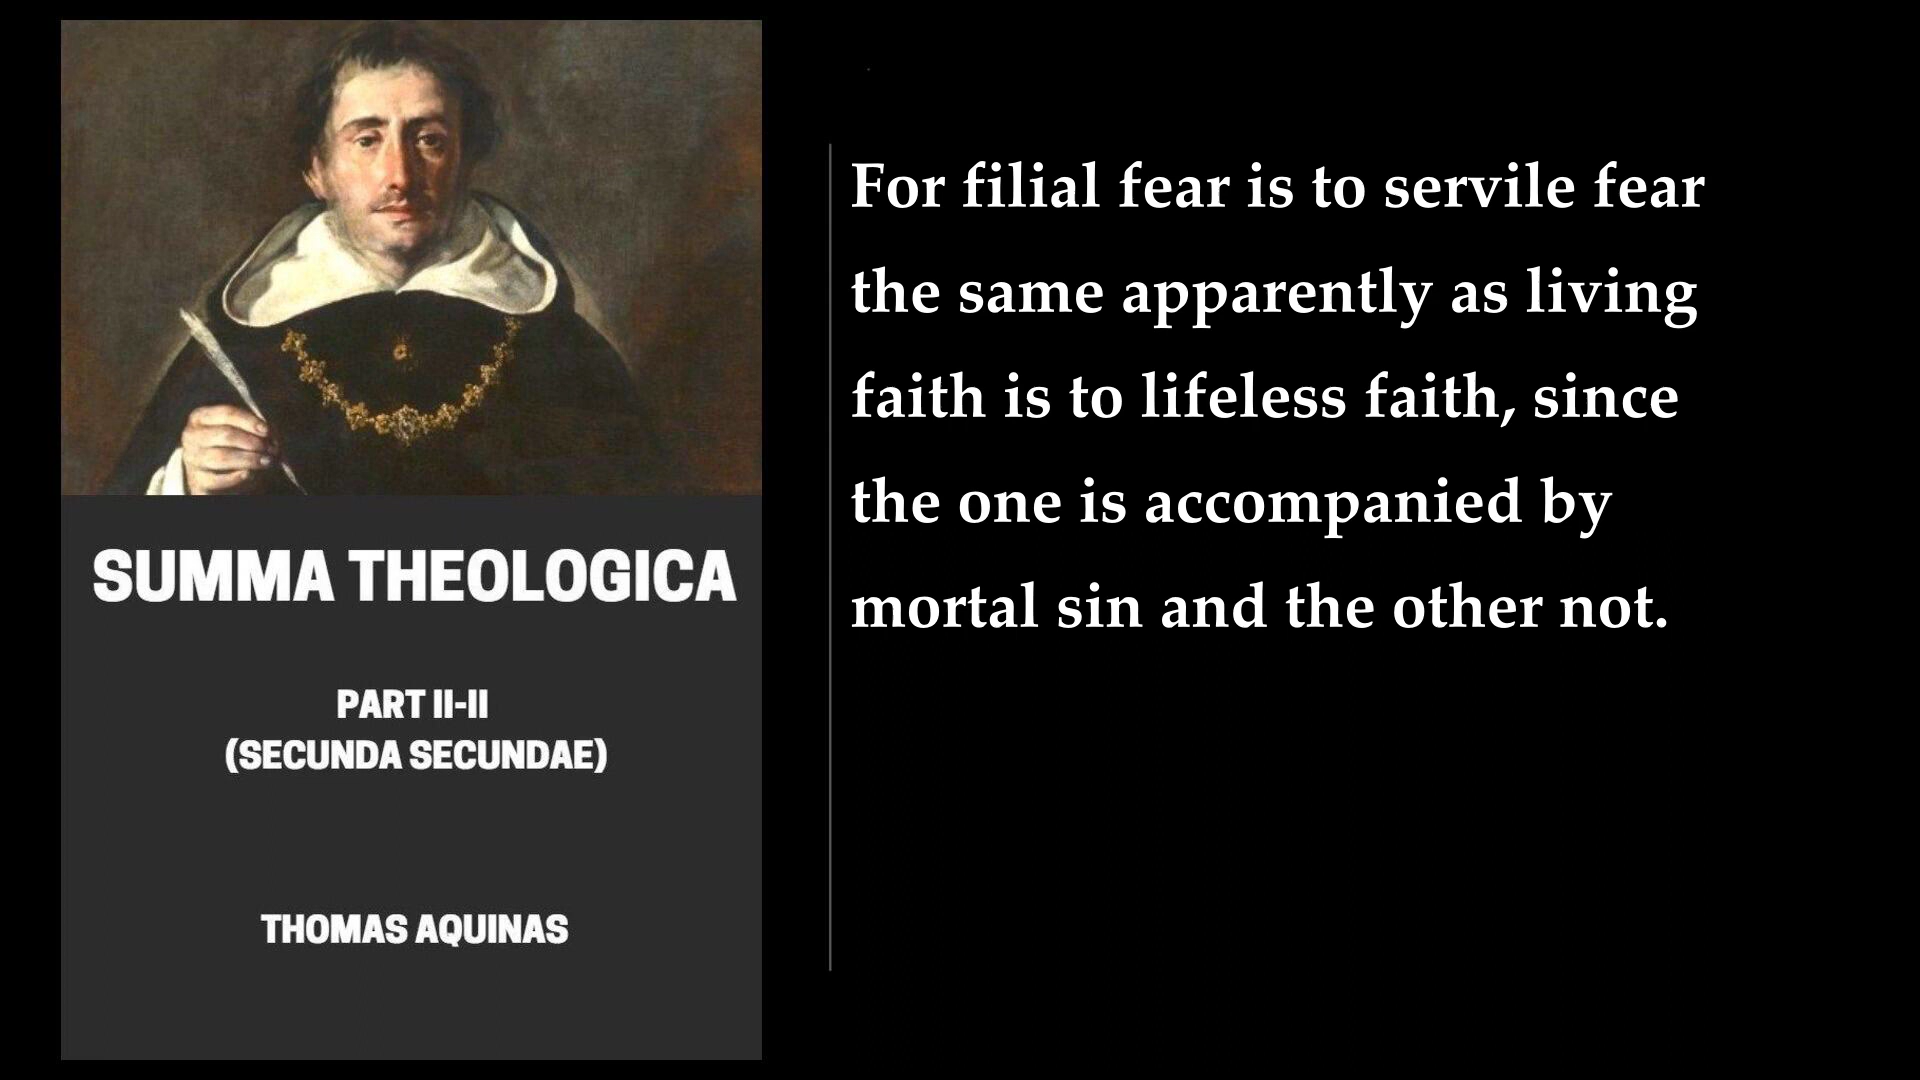 SUMMA THEOLOGICA
PART II-II
(SECUNDA SECUNDAE)
THOMAS AQUINAS
For filial fear is to servile fear
the same apparently as living
faith is to lifeless faith, since
the one is accompanied by
mortal sin and the other not.